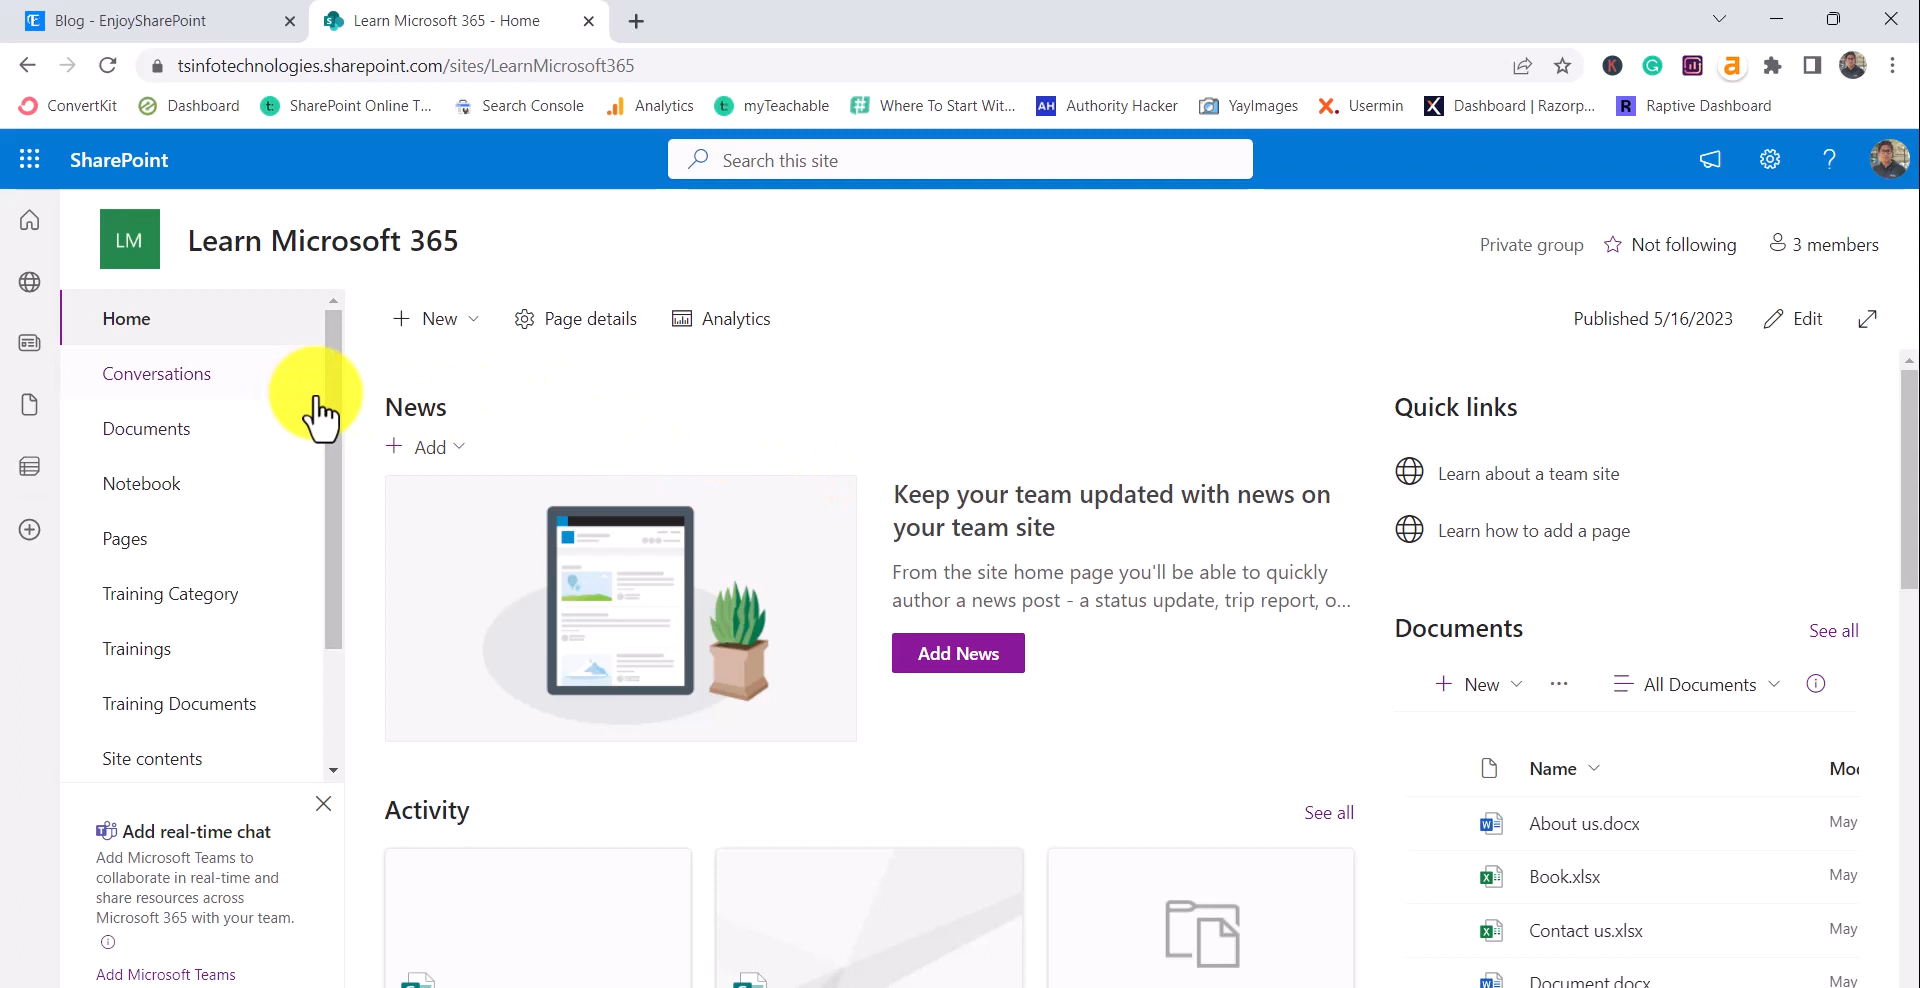 Blog - EnjoySharePoint
Learn Microsoft 365 - Home
tsinfotechnologies.sharepoint.com/sites/LearnMicrosoft365
ConvertKit
Dashboard
SharePoint Online T...
Search Console
Analytics
myTeachable
Where To Start Wit...
AH Authority Hacker
YayImages
Usermin
Dashboard | Razorp...
R Raptive Dashboard
SharePoint
Search this site
LM
Learn Microsoft 365
Private group
Not following
3 members
Home
Conversations
Documents
Notebook
Pages
Training Category
Trainings
Training Documents
Site contents
Add real-time chat
Add Microsoft Teams to
collaborate in real-time and
share resources across
Microsoft 365 with your team.
Add Microsoft Teams
New
Page details
Analytics
Published 5/16/2023
Edit
News
Add
Keep your team updated with news on
your team site
From the site home page you'll be able to quickly
author a news post - a status update, trip report, o...
Add News
Activity
See all
Quick links
Learn about a team site
Learn how to add a page
Documents
See all
New
All Documents
Name
Mod
About us.docx
May
Book.xlsx
May
Contact us.xlsx
May
Document.docx
May